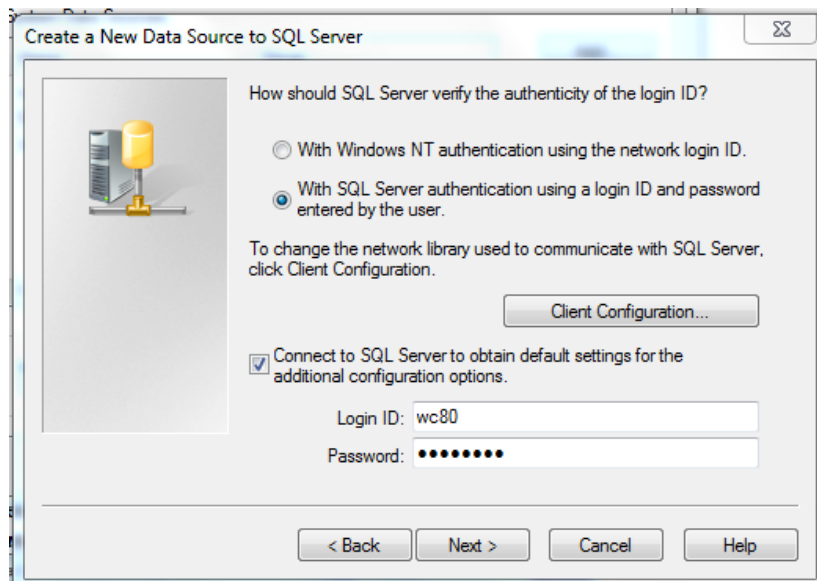 Create a New Data Source to SQL Server
How should SQL Server verify the authenticity of the login ID?
With Windows NT authentication using the network login ID.
With SQL Server authentication using a login ID and password
entered by the user.
To change the network library used to communicate with SQL Server,
click Client Configuration.
Client Configuration...
Connect to SQL Server to obtain default settings for the
additional configuration options.
Login ID: wc80
Password: ••••••••
< Back Next > Cancel Help